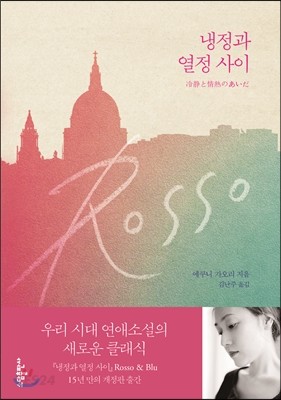 냉정과
열정 사이
冷靜と情熱のあいだ
Rosso
에쿠니 가오리 지음
김난주 옮김
우리 시대 연애소설의
새로운 클래식
『냉정과 열정 사이』 Rosso & Blu
15년 만의 개정판 출간
YES24